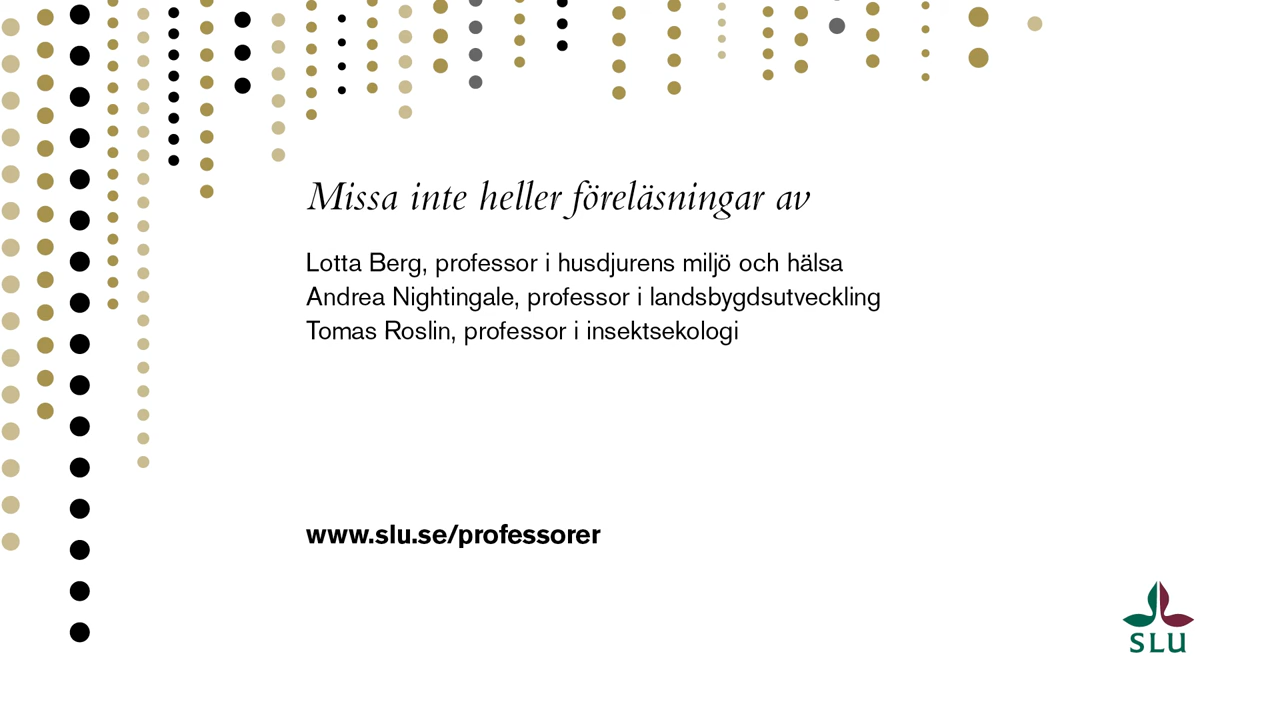 Missa inte heller föreläsningar av
Lotta Berg, professor i husdjurens miljö och hälsa
Andrea Nightingale, professor i landsbygdsutveckling
Tomas Roslin, professor i insektsekologi
www.slu.se/professorer
SLU